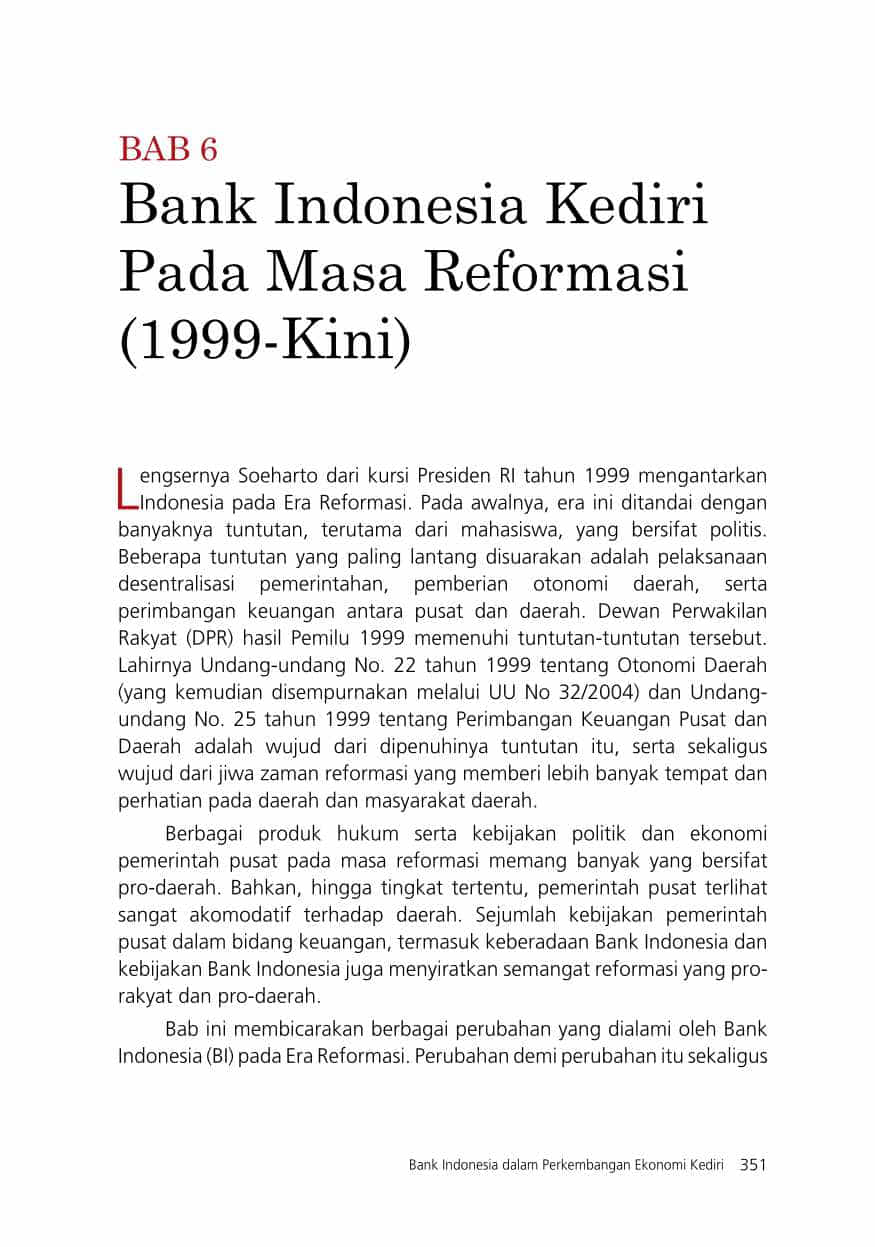 BAB 6
Bank Indonesia Kediri
Pada Masa Reformasi
(1999-Kini)
Lengsernya Soeharto dari kursi Presiden RI tahun 1999 mengantarkan
Indonesia pada Era Reformasi. Pada awalnya, era ini ditandai dengan
banyaknya tuntutan, terutama dari mahasiswa, yang bersifat politis.
Beberapa tuntutan yang paling lantang disuarakan adalah pelaksanaan
desentralisasi pemerintahan, pemberian otonomi daerah, serta
perimbangan keuangan antara pusat dan daerah. Dewan Perwakilan
Rakyat (DPR) hasil Pemilu 1999 memenuhi tuntutan-tuntutan tersebut.
Lahirnya Undang-undang No. 22 tahun 1999 tentang Otonomi Daerah
(yang kemudian disempurnakan melalui UU No 32/2004) dan Undang-
undang No. 25 tahun 1999 tentang Perimbangan Keuangan Pusat dan
Daerah adalah wujud dari dipenuhinya tuntutan itu, serta sekaligus
wujud dari jiwa zaman reformasi yang memberi lebih banyak tempat dan
perhatian pada daerah dan masyarakat daerah.
Berbagai produk hukum serta kebijakan politik dan ekonomi
pemerintah pusat pada masa reformasi memang banyak yang bersifat
pro-daerah. Bahkan, hingga tingkat tertentu, pemerintah pusat terlihat
sangat akomodatif terhadap daerah. Sejumlah kebijakan pemerintah
pusat dalam bidang keuangan, termasuk keberadaan Bank Indonesia dan
kebijakan Bank Indonesia juga menyiratkan semangat reformasi yang pro-
rakyat dan pro-daerah.
Bab ini membicarakan berbagai perubahan yang dialami oleh Bank
Indonesia (BI) pada Era Reformasi. Perubahan demi perubahan itu sekaligus
Bank Indonesia dalam Perkembangan Ekonomi Kediri 351